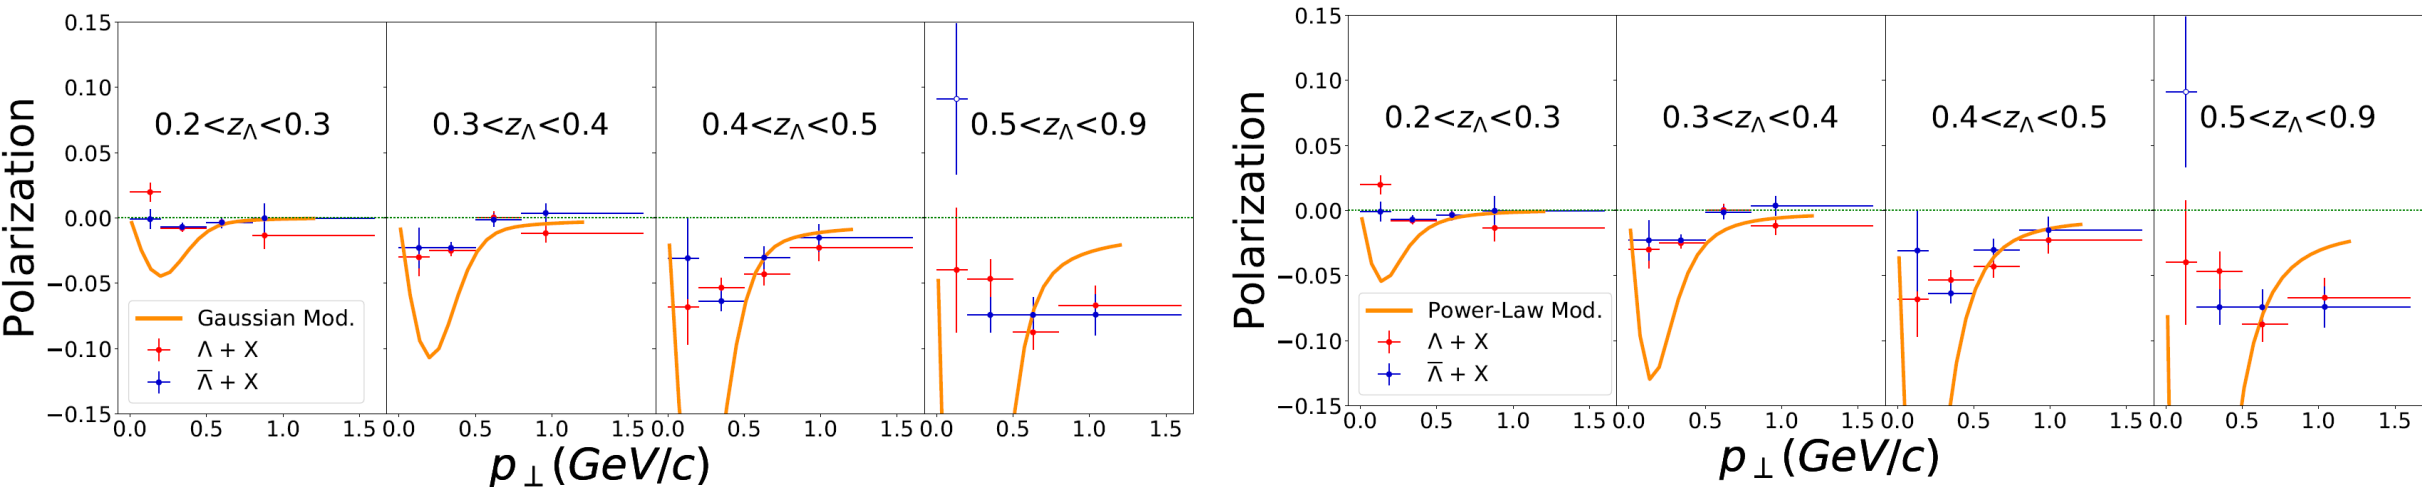 Polarization
0.15
0.10
0.05
0.00
−0.05
−0.10
−0.15
0.2<zΛ<0.3
0.3<zΛ<0.4
0.4<zΛ<0.5
0.5<zΛ<0.9
Gaussian Mod.
Λ + X
Λ̅ + X
0.0 0.5 1.0 1.5 0.0 0.5 1.0 1.5 0.0 0.5 1.0 1.5 0.0 0.5 1.0 1.5
p⊥(GeV/c)
Polarization
0.15
0.10
0.05
0.00
−0.05
−0.10
−0.15
0.2<zΛ<0.3
0.3<zΛ<0.4
0.4<zΛ<0.5
0.5<zΛ<0.9
Power-Law Mod.
Λ + X
Λ̅ + X
0.0 0.5 1.0 1.5 0.0 0.5 1.0 1.5 0.0 0.5 1.0 1.5 0.0 0.5 1.0 1.5
p⊥(GeV/c)